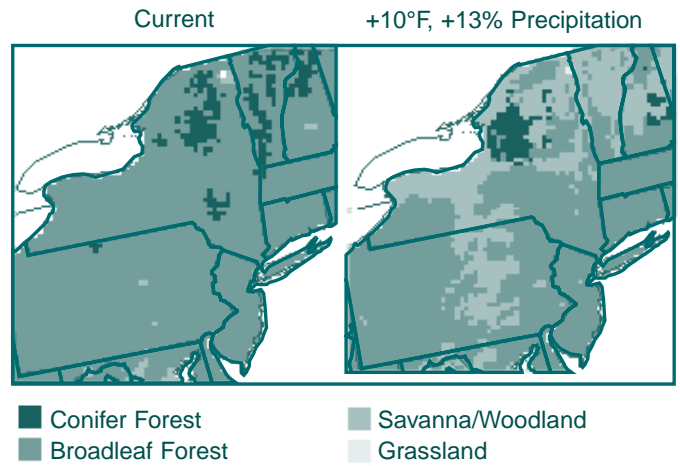 Current
+10°F, +13% Precipitation
Conifer Forest
Savanna/Woodland
Broadleaf Forest
Grassland